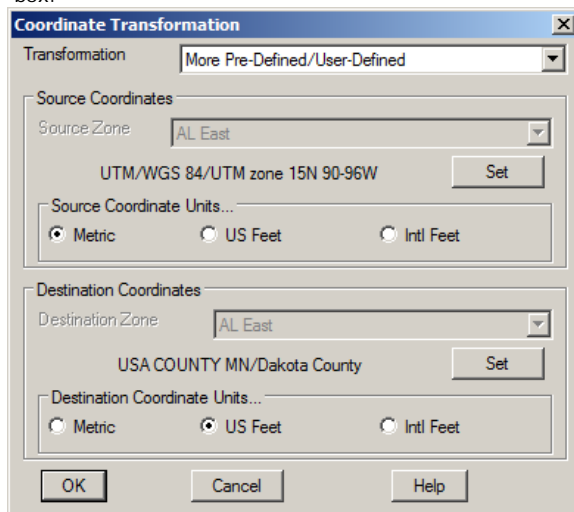 box.
Coordinate Transformation
Transformation More Pre-Defined/User-Defined
Source Coordinates
Source Zone AL East
UTM/WGS 84/UTM zone 15N 90-96W Set
Source Coordinate Units...
Metric US Feet Intl Feet
Destination Coordinates
Destination Zone AL East
USA COUNTY MN/Dakota County Set
Destination Coordinate Units...
Metric US Feet Intl Feet
OK Cancel Help